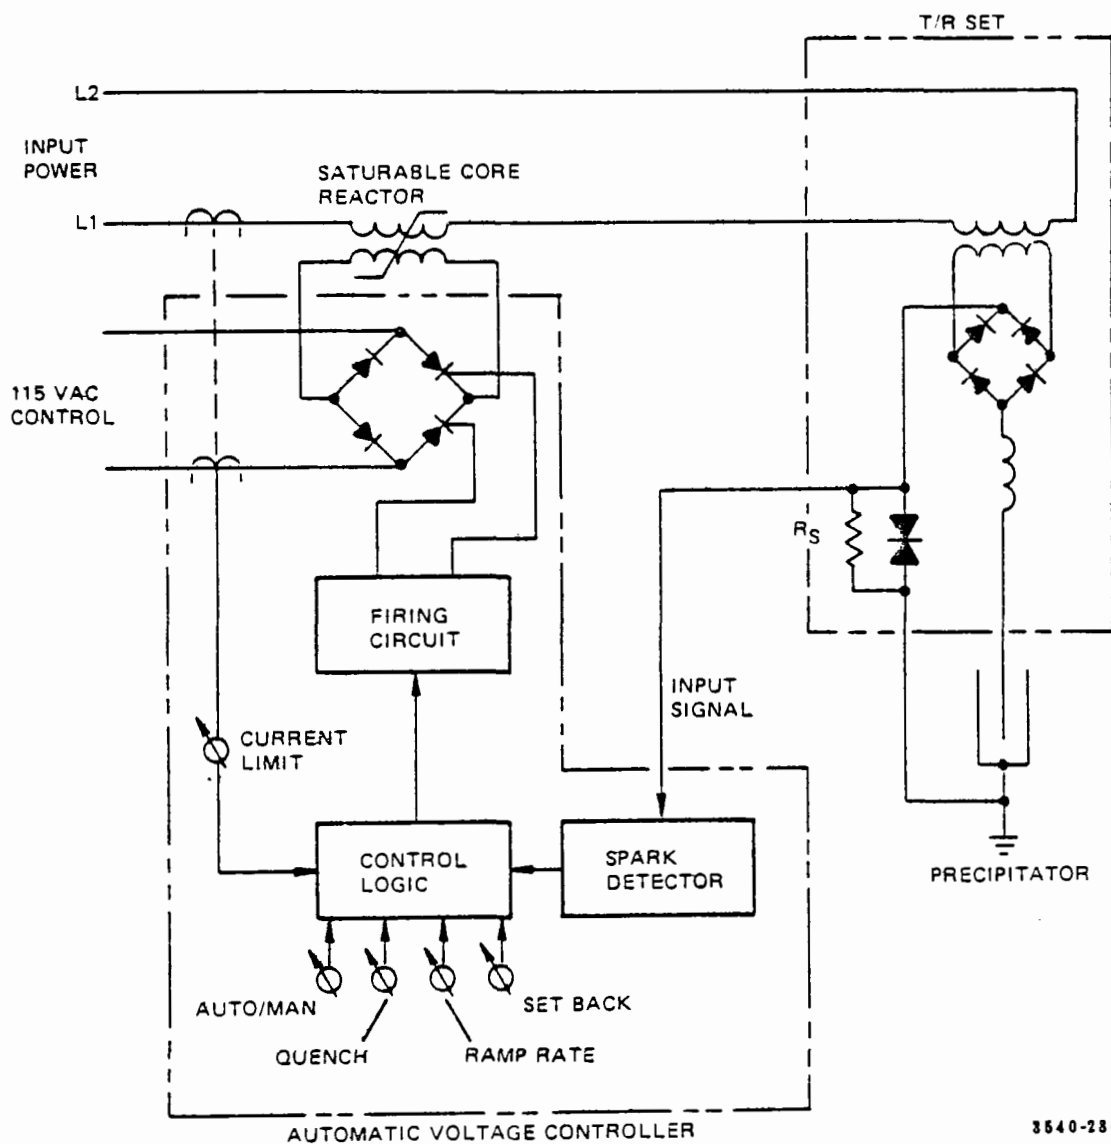 T/R SET
L2
INPUT
POWER
SATURABLE CORE
REACTOR
L1
115 VAC
CONTROL
RS
FIRING
CIRCUIT
INPUT
SIGNAL
CURRENT
LIMIT
CONTROL
LOGIC
SPARK
DETECTOR
PRECIPITATOR
AUTO/MAN
SET BACK
QUENCH
RAMP RATE
AUTOMATIC VOLTAGE CONTROLLER
3540-28